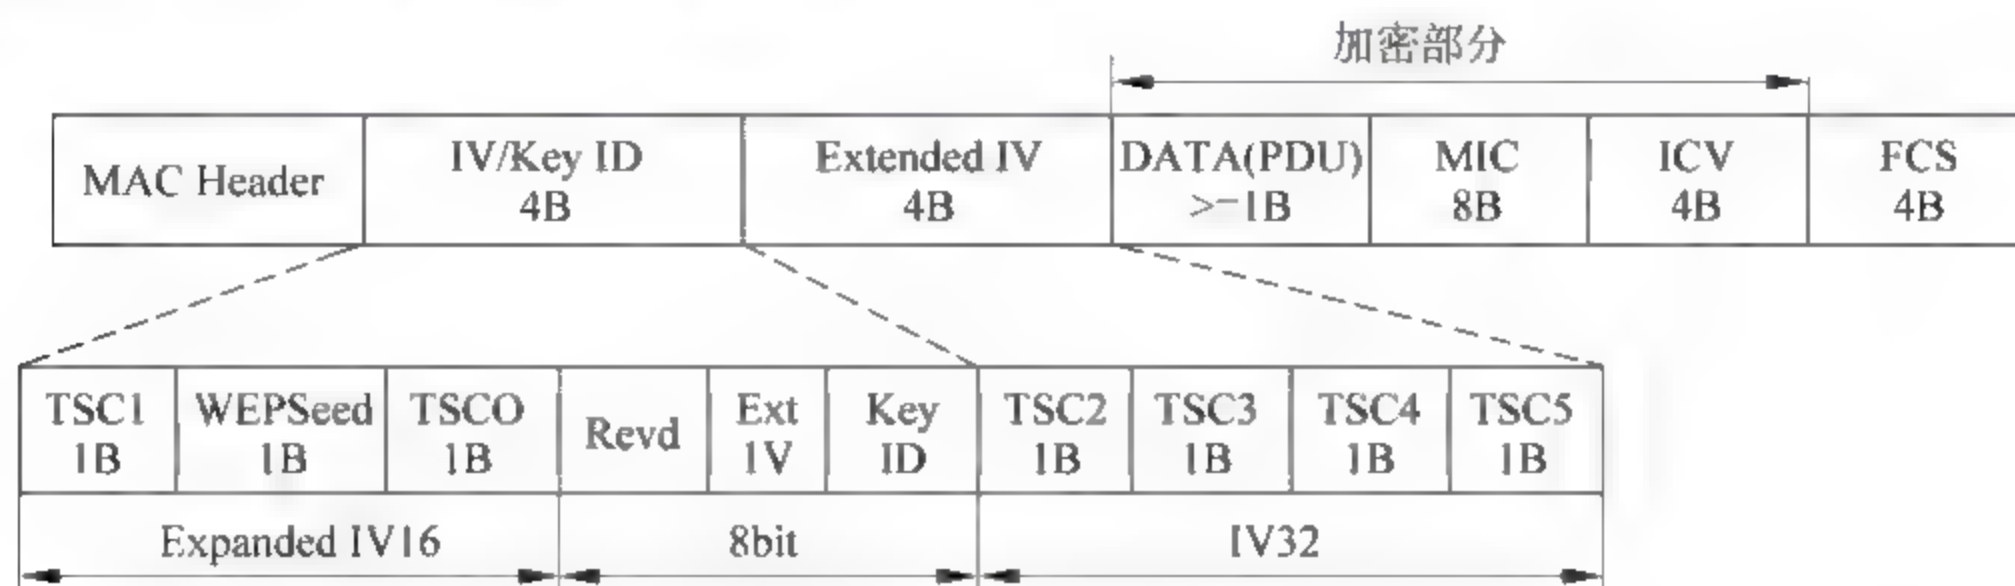 加密部分
MAC Header
IV/Key ID
4B
Extended IV
4B
DATA(PDU)
>-1B
MIC
8B
ICV
4B
FCS
4B
TSC1
1B
WEPSeed
1B
TSCO
1B
Revd
Ext
1V
Key
ID
TSC2
1B
TSC3
1B
TSC4
1B
TSC5
1B
Expanded IV16
8bit
IV32